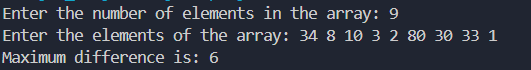 Enter the number of elements in the array: 9
Enter the elements of the array: 34 8 10 3 2 80 30 33 1
Maximum difference is: 6